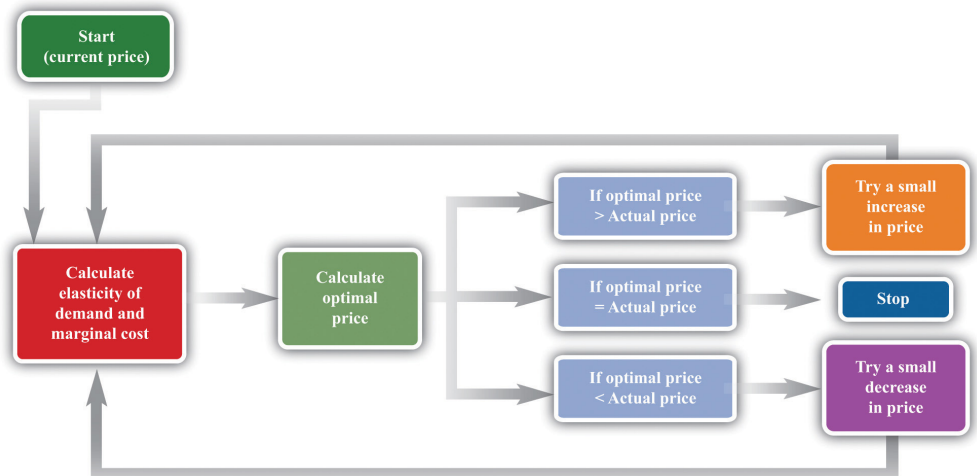 Start
(current price)
Calculate
elasticity of
demand and
marginal cost
Calculate
optimal
price
If optimal price
> Actual price
Try a small
increase
in price
If optimal price
= Actual price
Stop
If optimal price
< Actual price
Try a small
decrease
in price